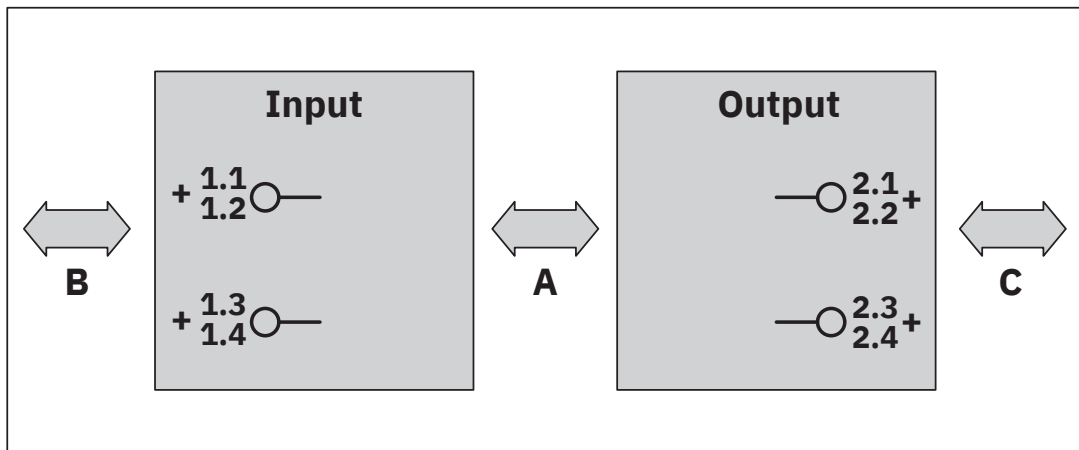 Input
Output
+ 1.1
1.2
2.1 +
2.2
B
A
C
+ 1.3
1.4
2.3 +
2.4